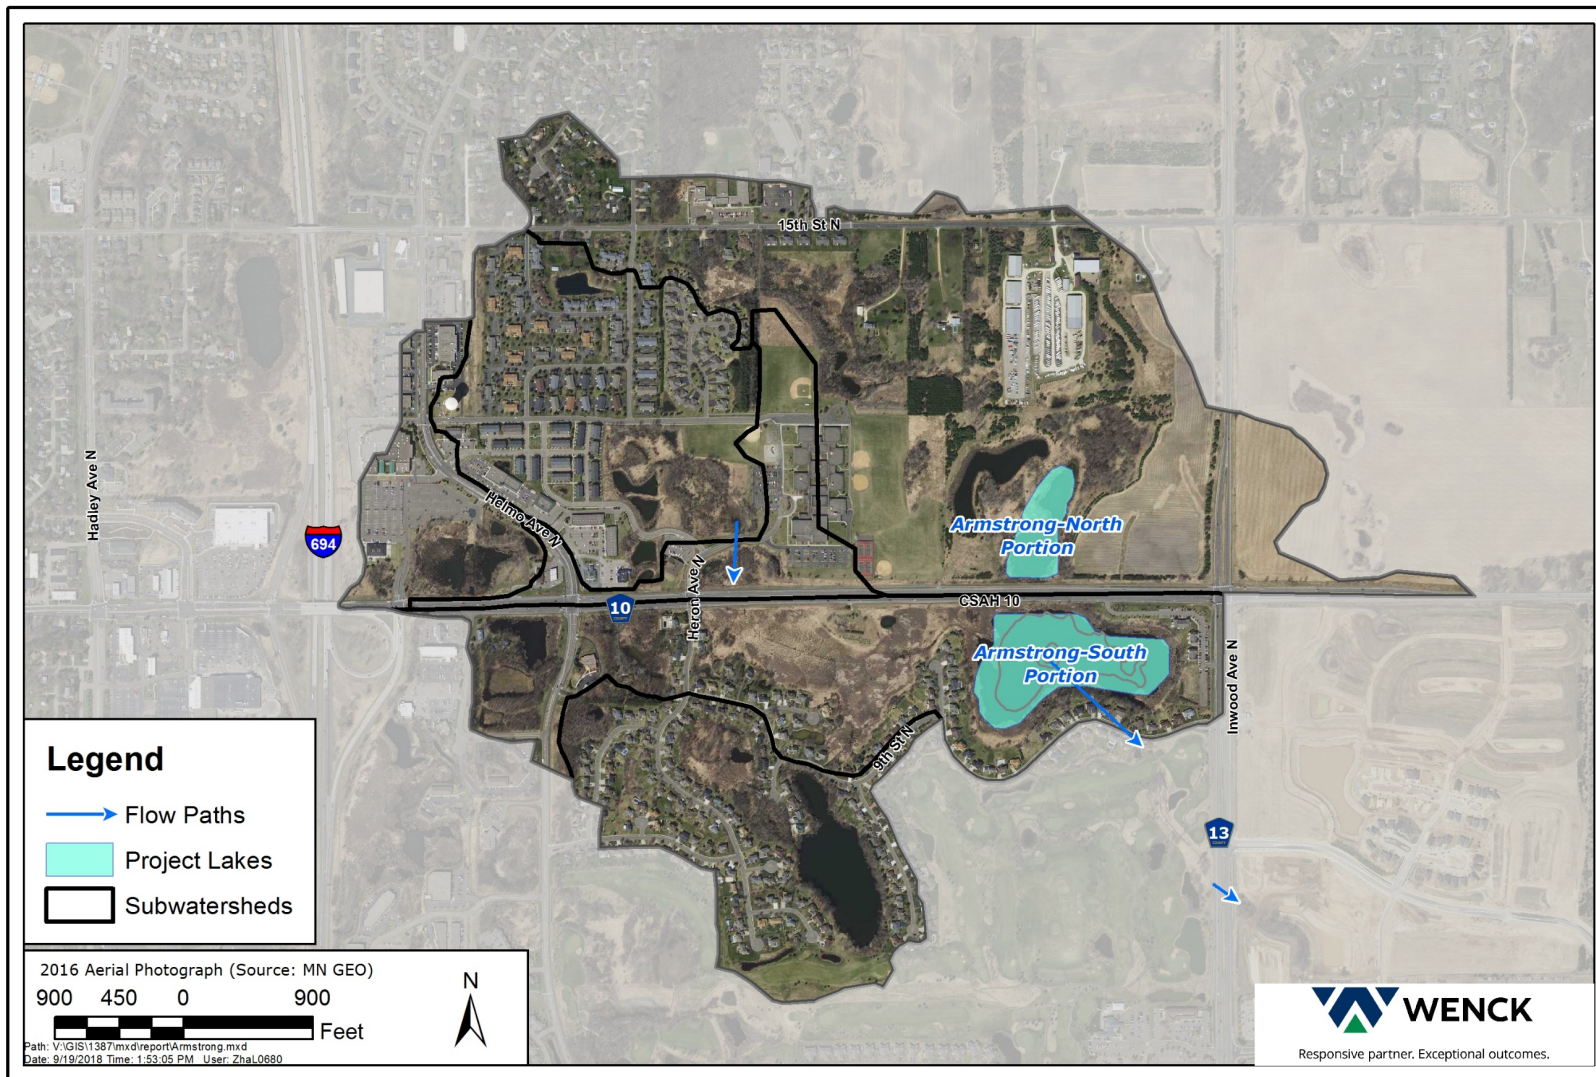 15th St N
Hadley Ave N
694
Helmo Ave N
Heron Ave N
10
COUNTY
CSAH 10
Armstrong-North
Portion
Armstrong-South
Portion
9th St N
Inwood Ave N
13
COUNTY
Legend
Flow Paths
Project Lakes
Subwatersheds
2016 Aerial Photograph (Source: MN GEO)
900 450 0 900
Feet
N
Path: V:\GIS\1387\mxd\report\Armstrong.mxd
Date: 9/19/2018 Time: 1:53:05 PM User: ZhaL0680
WENCK
Responsive partner. Exceptional outcomes.